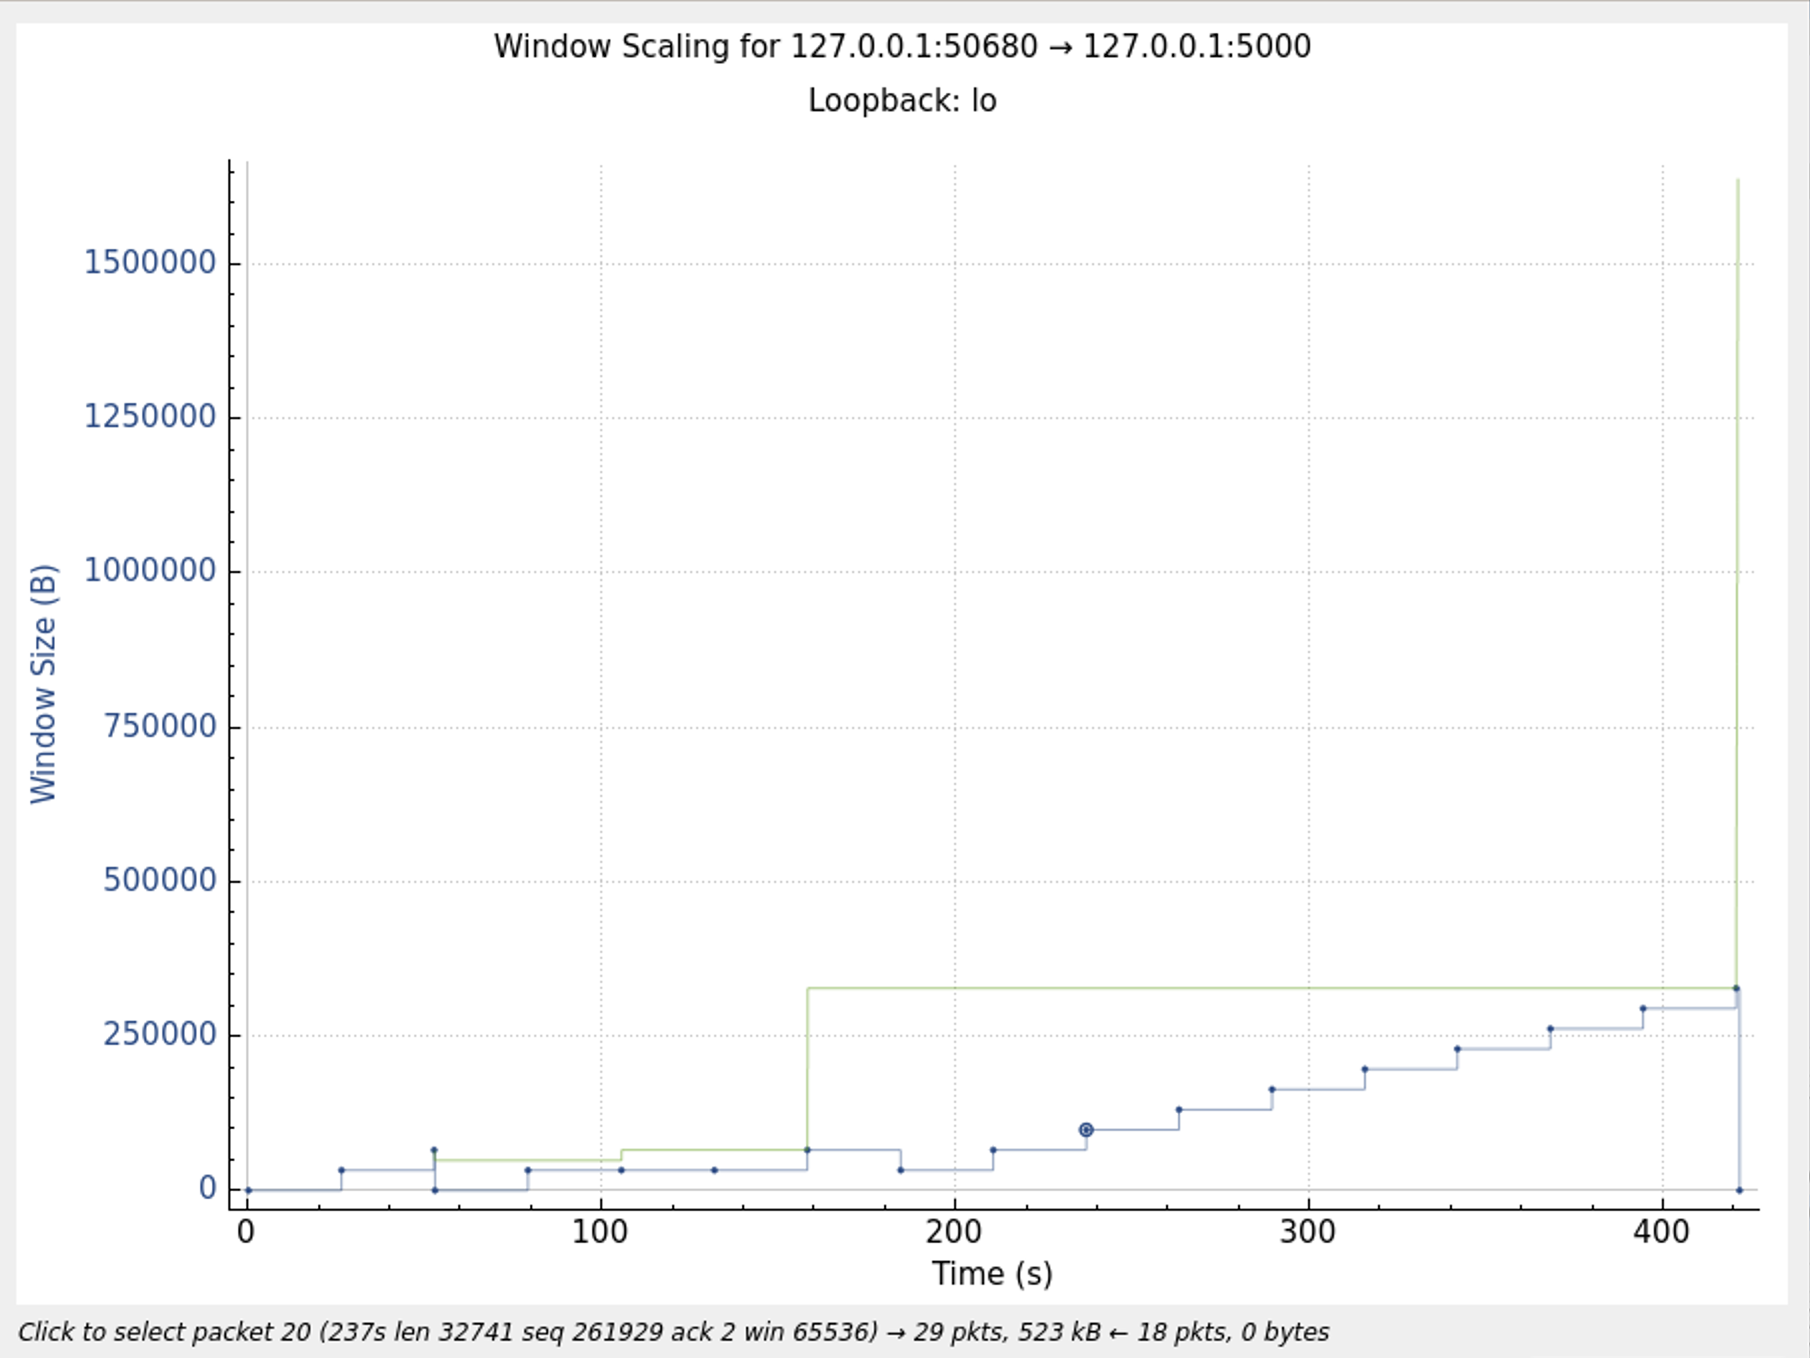 Window Scaling for 127.0.0.1:50680 → 127.0.0.1:5000
Loopback: lo
Window Size (B)
1500000
1250000
1000000
750000
500000
250000
0
0 100 200 300 400
Time (s)
Click to select packet 20 (237s len 32741 seq 261929 ack 2 win 65536) → 29 pkts, 523 kB ← 18 pkts, 0 bytes